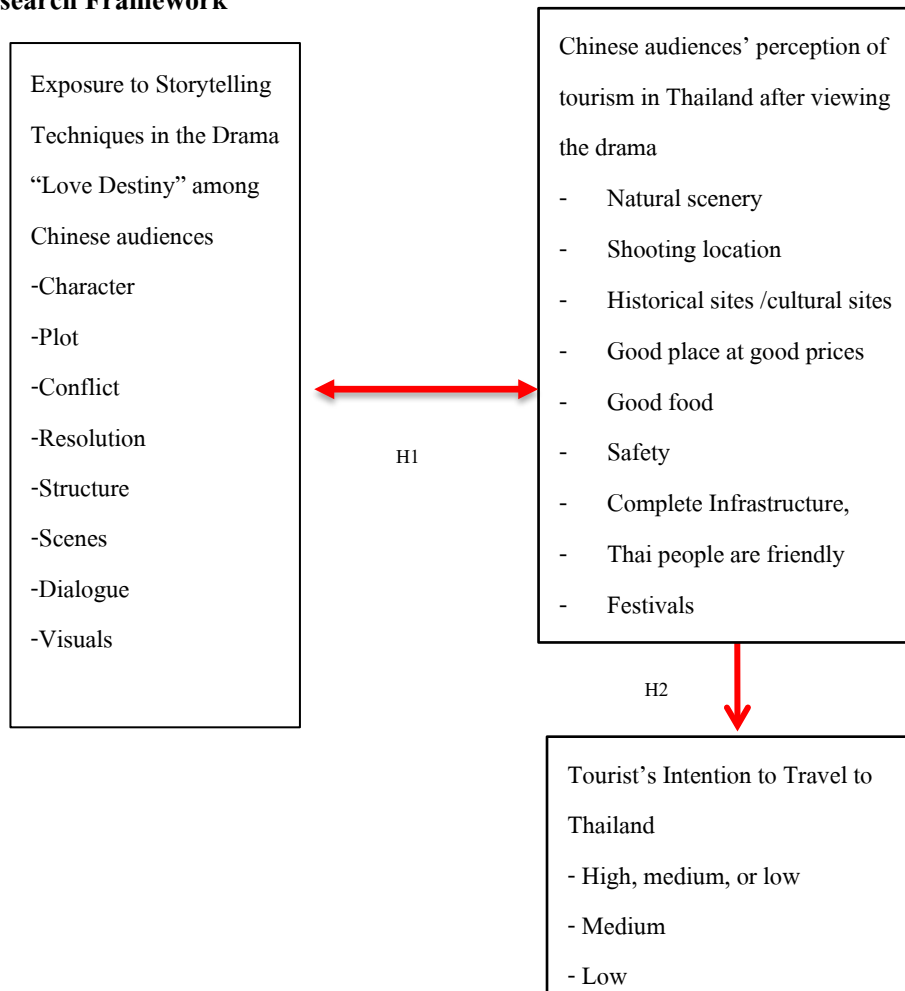 search Framework
Exposure to Storytelling
Techniques in the Drama
“Love Destiny” among
Chinese audiences
-Character
-Plot
-Conflict
-Resolution
-Structure
-Scenes
-Dialogue
-Visuals
H1
Chinese audiences’ perception of
tourism in Thailand after viewing
the drama
- Natural scenery
- Shooting location
- Historical sites /cultural sites
- Good place at good prices
- Good food
- Safety
- Complete Infrastructure,
- Thai people are friendly
- Festivals
H2
Tourist’s Intention to Travel to
Thailand
- High, medium, or low
- Medium
- Low